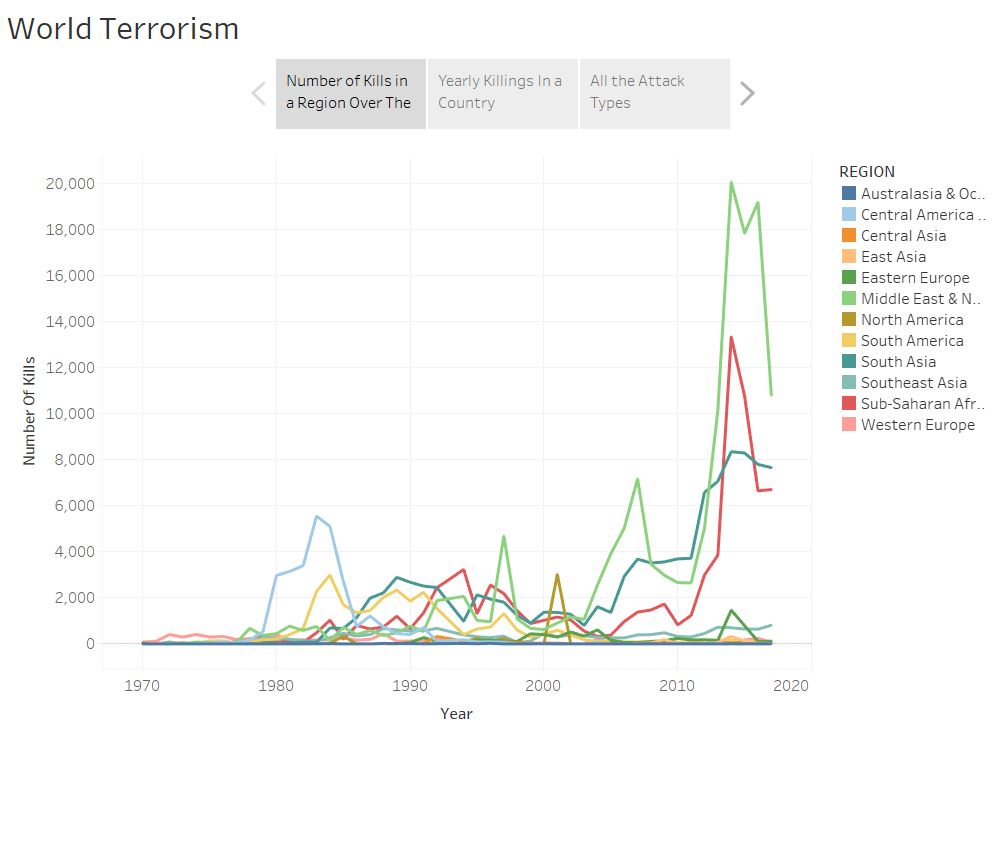 World Terrorism
Number of Kills in
a Region Over The
Yearly Killings In a
Country
All the Attack
Types
20,000
18,000
16,000
14,000
12,000
10,000
8,000
6,000
4,000
2,000
0
Number Of Kills
1970
1980
1990
2000
2010
2020
Year
REGION
Australasia & Oc..
Central America ..
Central Asia
East Asia
Eastern Europe
Middle East & N..
North America
South America
South Asia
Southeast Asia
Sub-Saharan Afr..
Western Europe